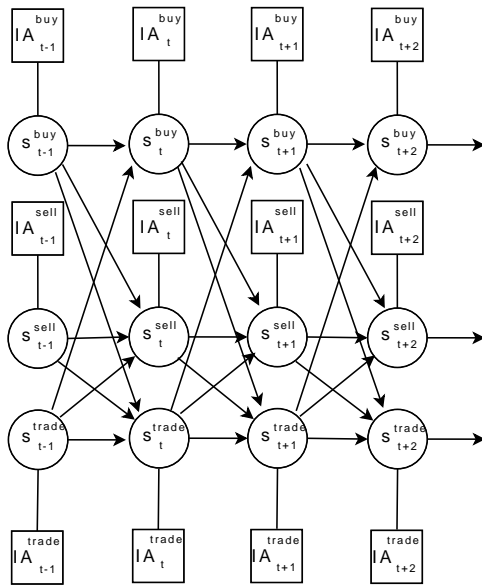 IA buy t-1 IA buy t IA buy t+1 IA buy t+2
s buy t-1 s buy t s buy t+1 s buy t+2
IA sell t-1 IA sell t IA sell t+1 IA sell t+2
s sell t-1 s sell t s sell t+1 s sell t+2
s trade t-1 s trade t s trade t+1 s trade t+2
IA trade t-1 IA trade t IA trade t+1 IA trade t+2